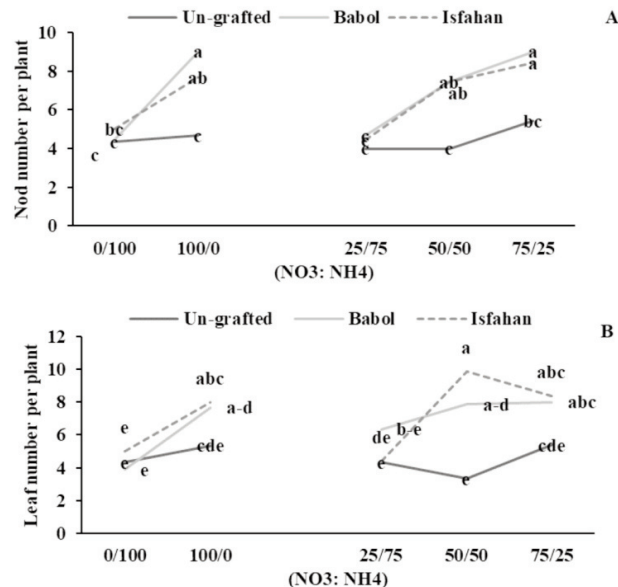 Un-grafted Babol Isfahan A
Nod number per plant
10
8
6
4
2
0
a
ab
bc
c
c
c
a
a
ab
ab
bc
c
c
c
c
c
0/100 100/0 25/75 50/50 75/25
(NO3: NH4)
Un-grafted Babol Isfahan B
Leaf number per plant
12
10
8
6
4
2
0
a
abc abc
a-d a-d abc
e b-e
de
cde cde
e e e e
(NO3: NH4)
0/100 100/0 25/75 50/50 75/25